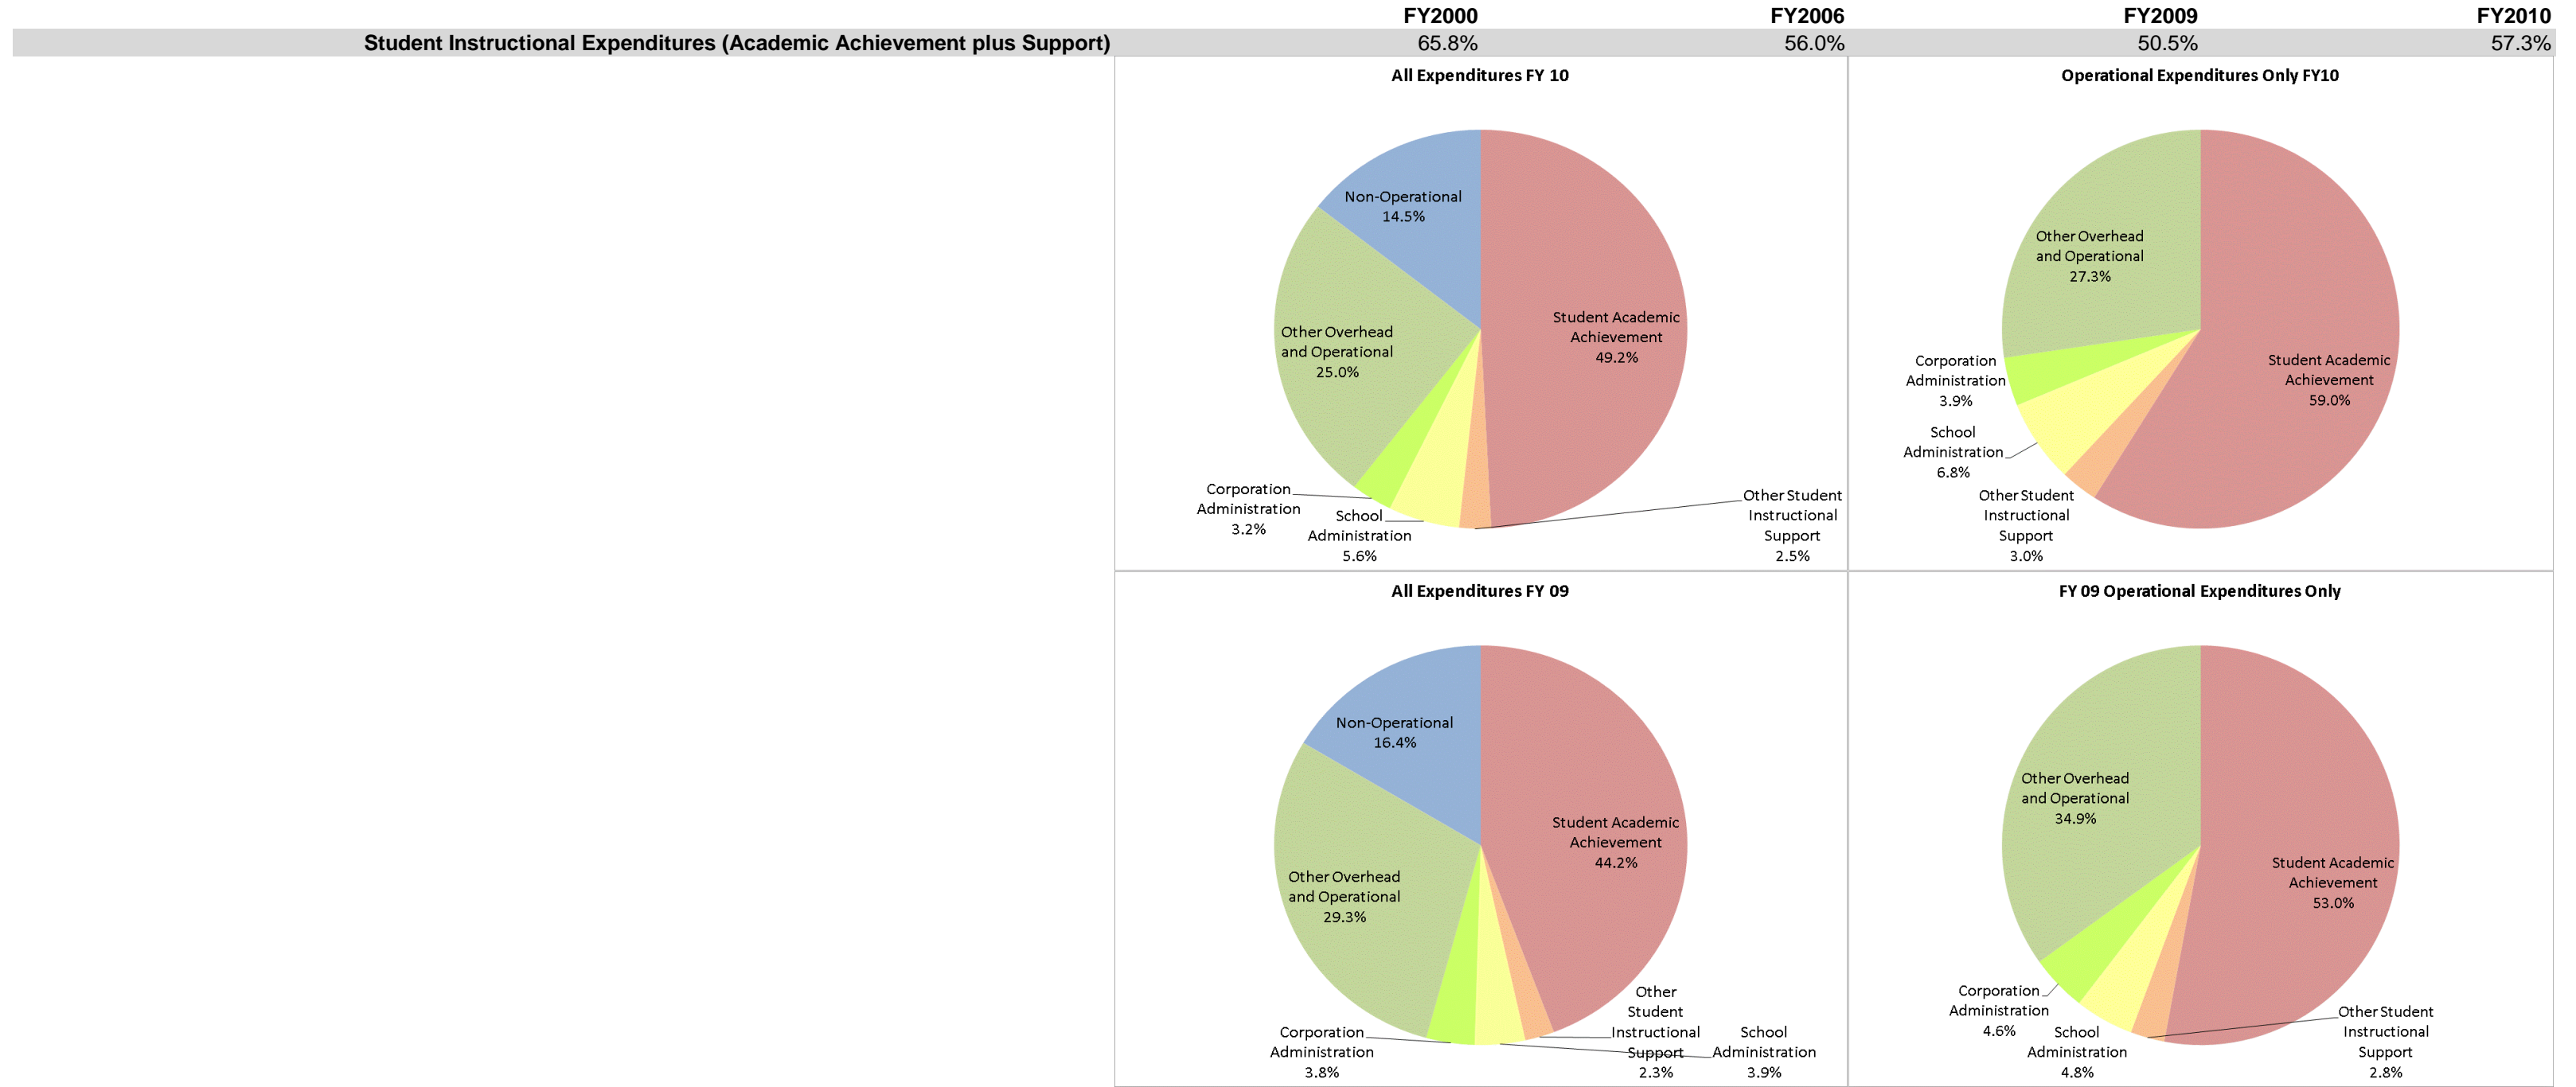 FY2000 FY2006 FY2009 FY2010
Student Instructional Expenditures (Academic Achievement plus Support) 65.8% 56.0% 50.5% 57.3%
All Expenditures FY 10
Non-Operational
14.5%
Student Academic
Achievement
49.2%
Other Overhead
and Operational
25.0%
Corporation
Administration
3.2%
School
Administration
5.6%
Other Student
Instructional
Support
2.5%
Operational Expenditures Only FY10
Other Overhead
and Operational
27.3%
Student Academic
Achievement
59.0%
Corporation
Administration
3.9%
School
Administration
6.8%
Other Student
Instructional
Support
3.0%
All Expenditures FY 09
Non-Operational
16.4%
Student Academic
Achievement
44.2%
Other Overhead
and Operational
29.3%
Corporation
Administration
3.8%
Other
Student
Instructional
Support
2.3%
School
Administration
3.9%
FY 09 Operational Expenditures Only
Other Overhead
and Operational
34.9%
Student Academic
Achievement
53.0%
Corporation
Administration
4.6%
School
Administration
4.8%
Other Student
Instructional
Support
2.8%